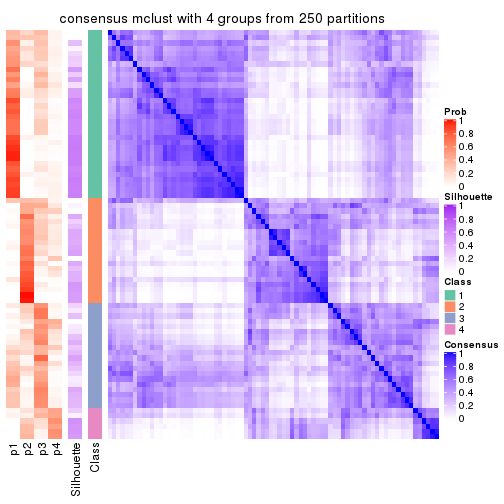 consensus mclust with 4 groups from 250 partitions
Prob
1
0.8
0.6
0.4
0.2
0
Silhouette
1
0.8
0.6
0.4
0.2
0
Class
1
2
3
4
Consensus
1
0.8
0.6
0.4
0.2
0
p1
p2
p3
p4
Silhouette
Class